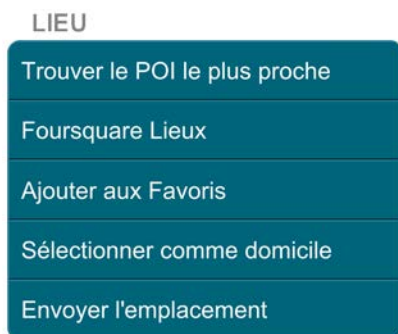 LIEU
Trouver le POI le plus proche
Foursquare Lieux
Ajouter aux Favoris
Sélectionner comme domicile
Envoyer l'emplacement